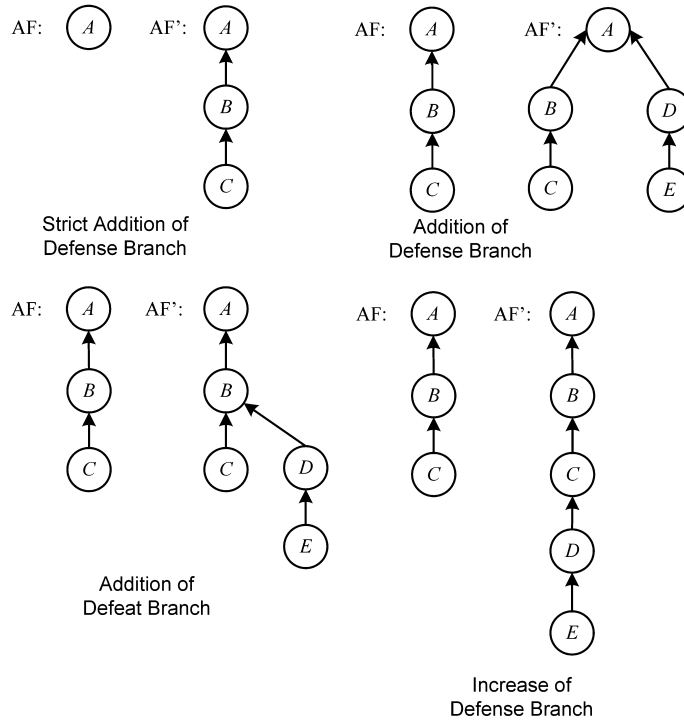 AF: A AF’: A
B
C
Strict Addition of
Defense Branch
AF: A AF’: A
B B D
C C E
Addition of
Defense Branch
AF: A AF’: A
B B
C C D
E
Addition of
Defeat Branch
AF: A AF’: A
B B
C C
D
E
Increase of
Defense Branch